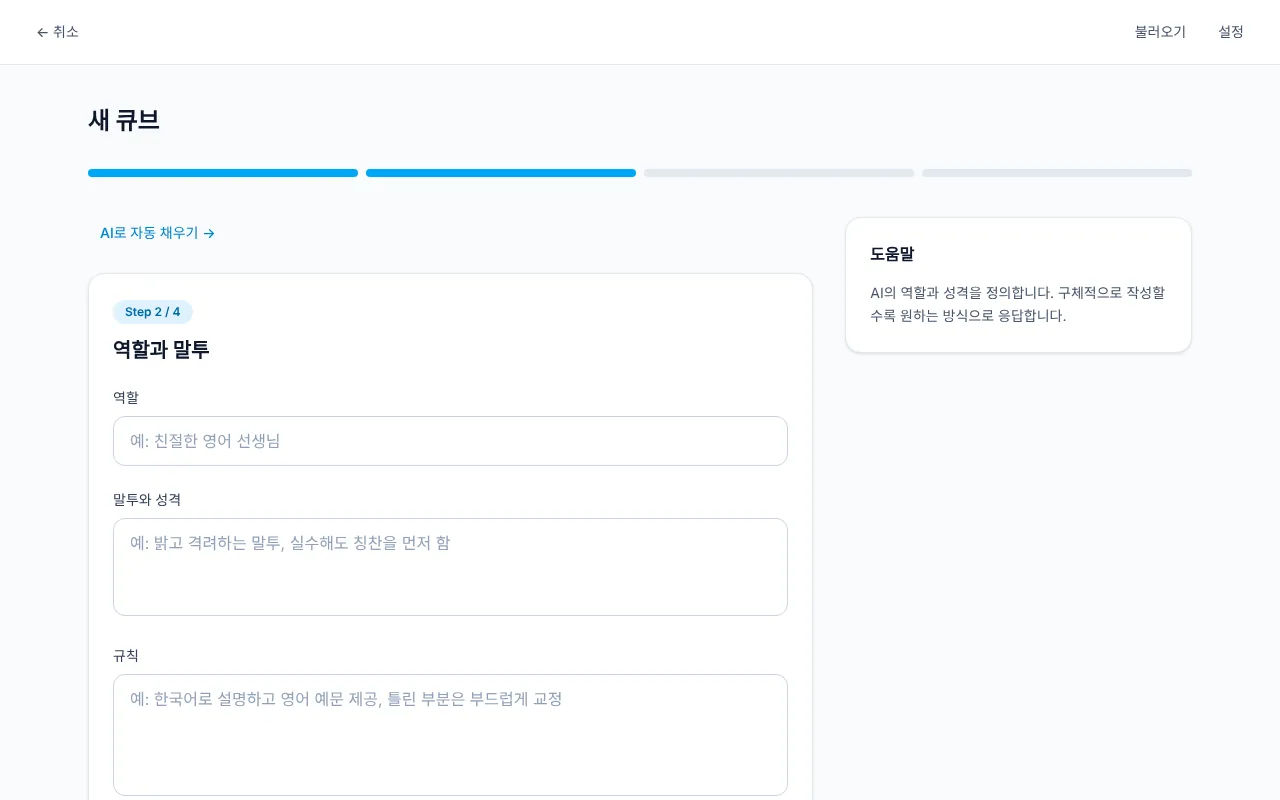 ← 취소
불러오기
설정
새 큐브
AI로 자동 채우기 →
Step 2 / 4
역할과 말투
역할
예: 친절한 영어 선생님
말투와 성격
예: 밝고 격려하는 말투, 실수해도 칭찬을 먼저 함
규칙
예: 한국어로 설명하고 영어 예문 제공, 틀린 부분은 부드럽게 교정
도움말
AI의 역할과 성격을 정의합니다. 구체적으로 작성할
수록 원하는 방식으로 응답합니다.